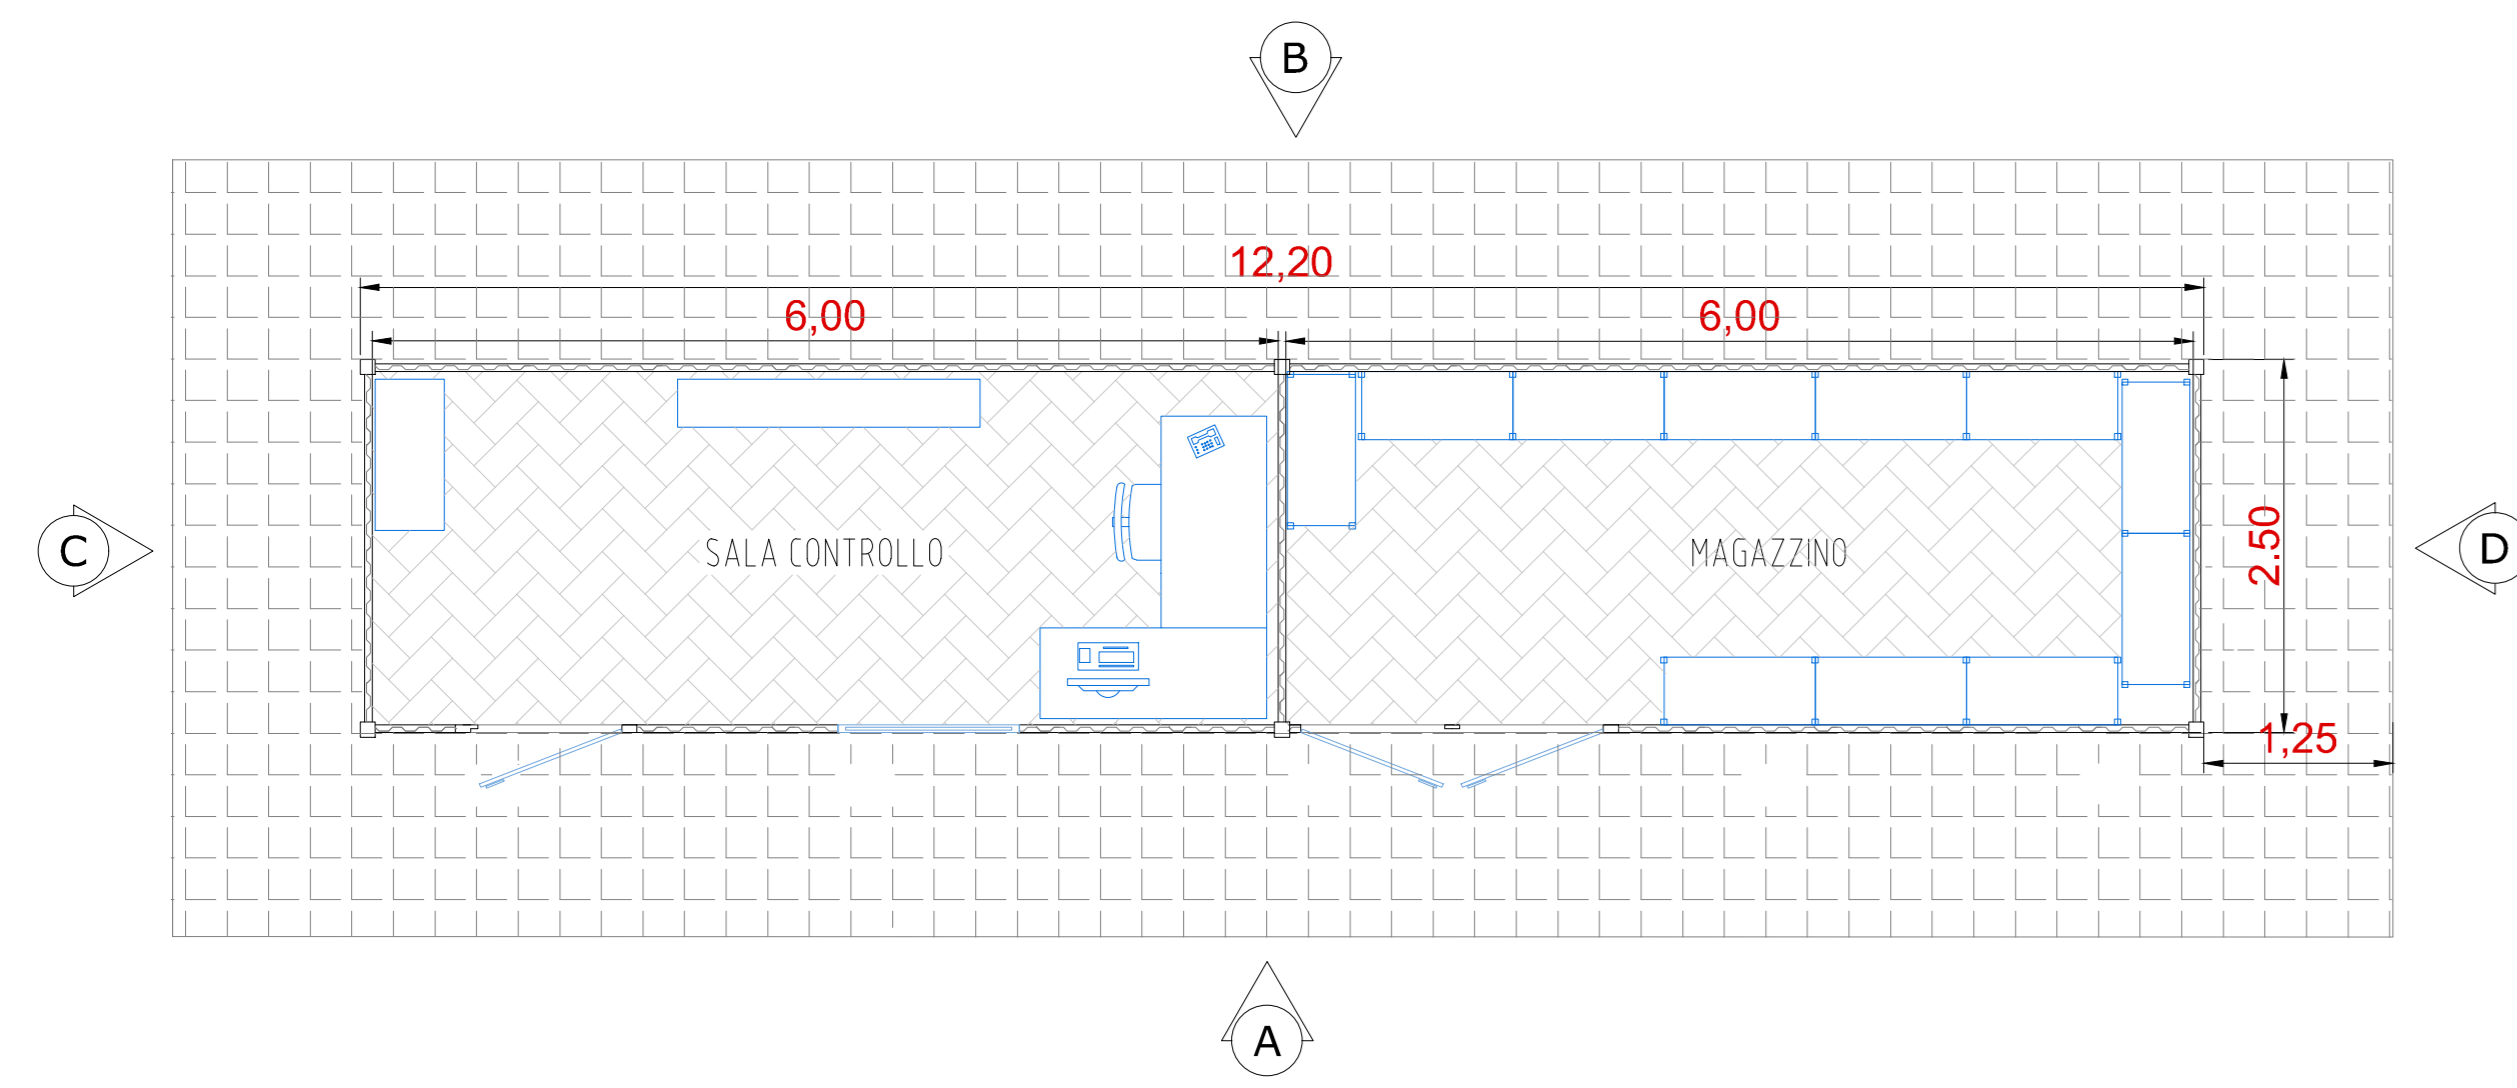 B
12,20
6,00
6,00
C
SALA CONTROLLO
MAGAZZINO
2.50
D
1,25
A